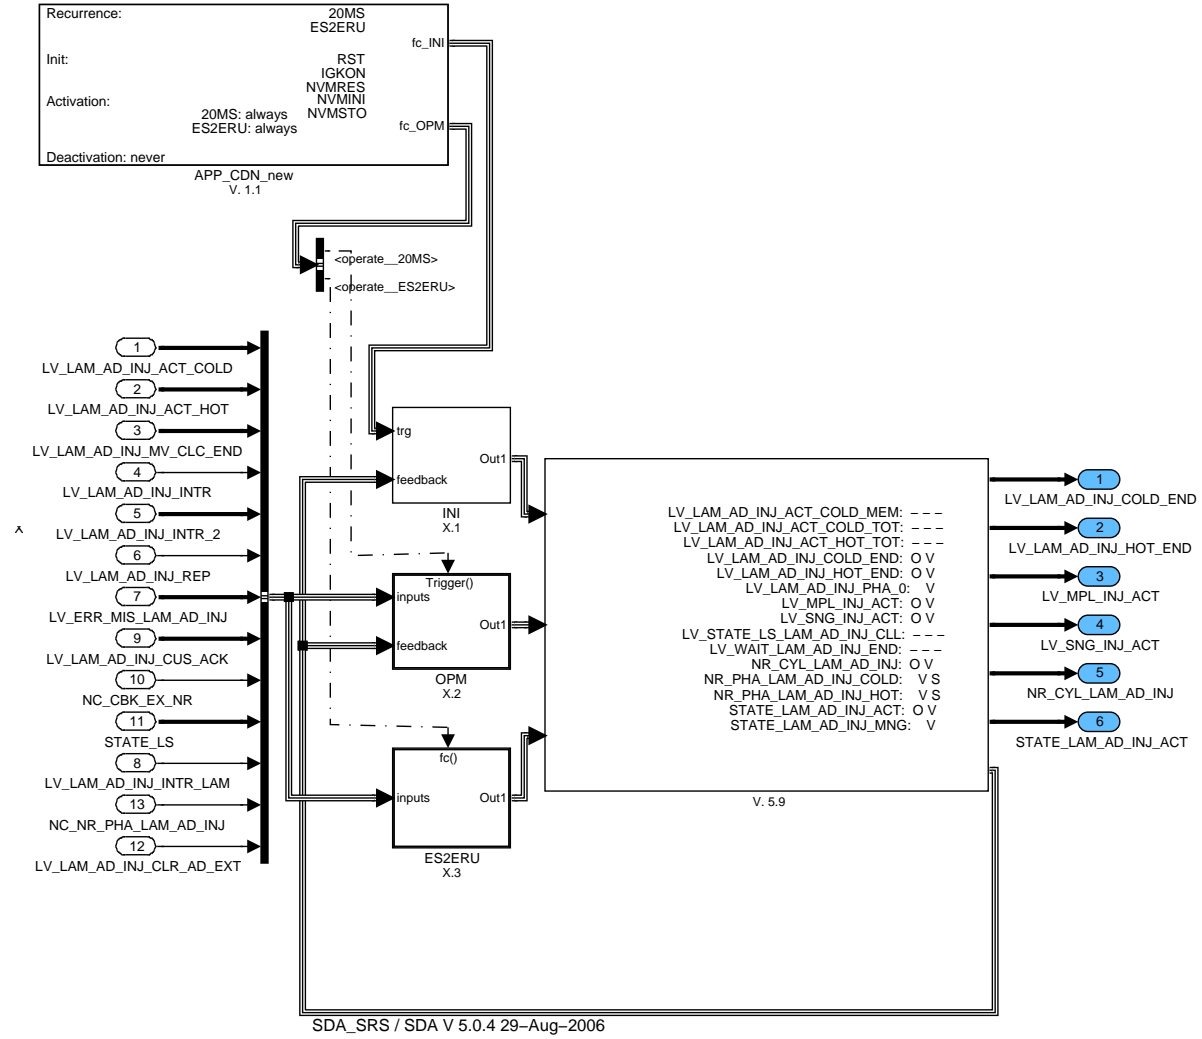 Recurrence: 20MS
ES2ERU
fc_INI
Init: RST
IGKON
NVMRES
Activation: NVMINI
20MS: always NVMSTO
ES2ERU: always
fc_OPM
Deactivation: never
APP_CDN_new
V. 1.1
<operate__20MS>
<operate__ES2ERU>
1
LV_LAM_AD_INJ_ACT_COLD
2
LV_LAM_AD_INJ_ACT_HOT
3
LV_LAM_AD_INJ_MV_CLC_END
4
LV_LAM_AD_INJ_INTR
5
LV_LAM_AD_INJ_INTR_2
6
LV_LAM_AD_INJ_REP
7
LV_ERR_MIS_LAM_AD_INJ
9
LV_LAM_AD_INJ_CUS_ACK
10
NC_CBK_EX_NR
11
STATE_LS
8
LV_LAM_AD_INJ_INTR_LAM
13
NC_NR_PHA_LAM_AD_INJ
12
LV_LAM_AD_INJ_CLR_AD_EXT
trg
Out1
feedback
INI
X.1
Trigger()
inputs
Out1
feedback
OPM
X.2
fc()
inputs Out1
ES2ERU
X.3
LV_LAM_AD_INJ_ACT_COLD_MEM: – – –
LV_LAM_AD_INJ_ACT_COLD_TOT: – – –
LV_LAM_AD_INJ_ACT_HOT_TOT: – – –
LV_LAM_AD_INJ_COLD_END: O V
LV_LAM_AD_INJ_HOT_END: O V
LV_LAM_AD_INJ_PHA_0: V
LV_MPL_INJ_ACT: O V
LV_SNG_INJ_ACT: O V
LV_STATE_LS_LAM_AD_INJ_CLL: – – –
LV_WAIT_LAM_AD_INJ_END: – – –
NR_CYL_LAM_AD_INJ: O V
NR_PHA_LAM_AD_INJ_COLD: V S
NR_PHA_LAM_AD_INJ_HOT: V S
STATE_LAM_AD_INJ_ACT: O V
STATE_LAM_AD_INJ_MNG: V
V. 5.9
1
LV_LAM_AD_INJ_COLD_END
2
LV_LAM_AD_INJ_HOT_END
3
LV_MPL_INJ_ACT
4
LV_SNG_INJ_ACT
5
NR_CYL_LAM_AD_INJ
6
STATE_LAM_AD_INJ_ACT
SDA_SRS / SDA V 5.0.4 29–Aug–2006